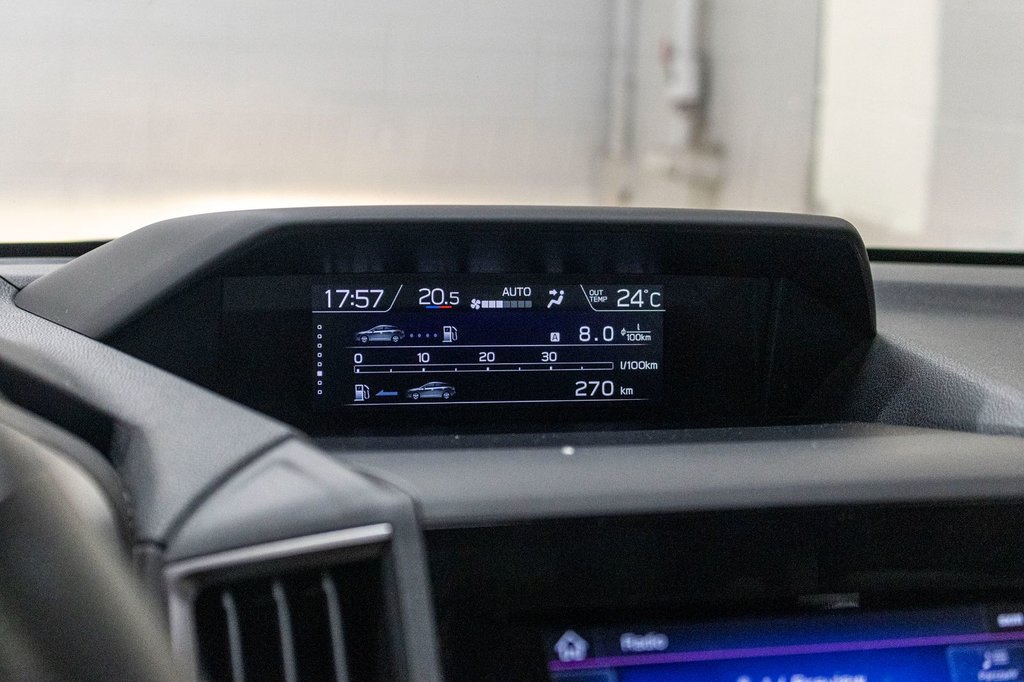 17:57 20.5 AUTO OUT TEMP 24°C
A 8.0 l/100km
0 10 20 30 l/100km
270 km
Radio